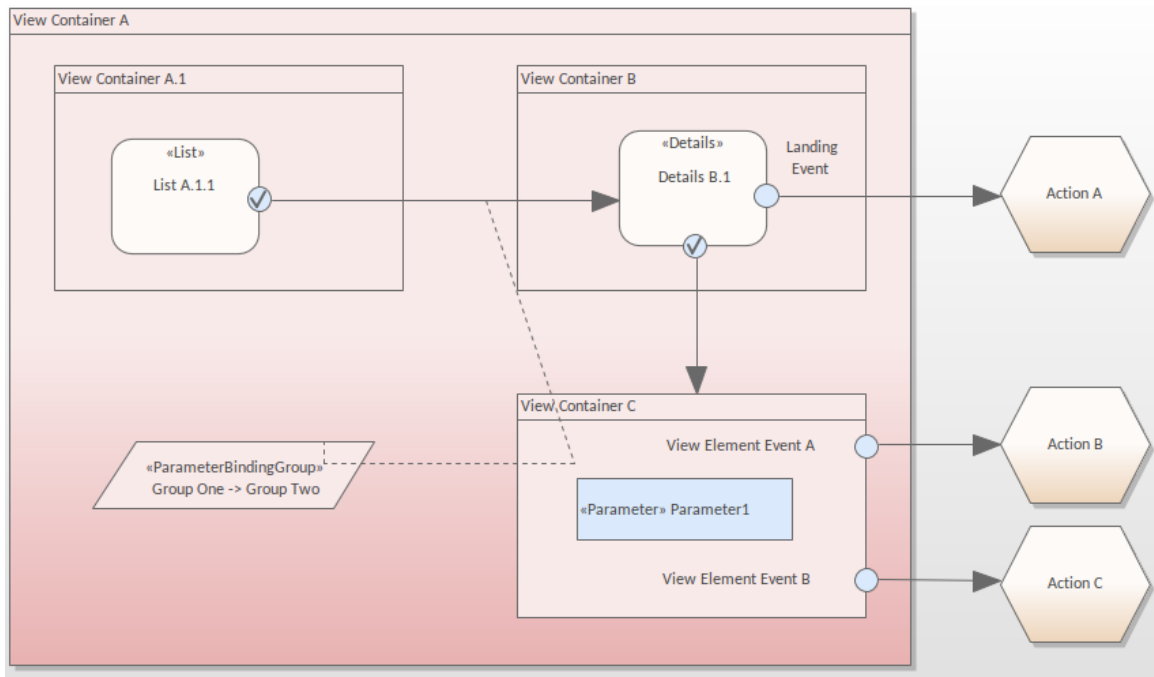 View Container A
View Container A.1
View Container B
«List»
List A.1.1
«Details»
Details B.1
Landing
Event
Action A
View Container C
View Element Event A
Action B
«ParameterBindingGroup»
Group One -> Group Two
«Parameter» Parameter1
View Element Event B
Action C